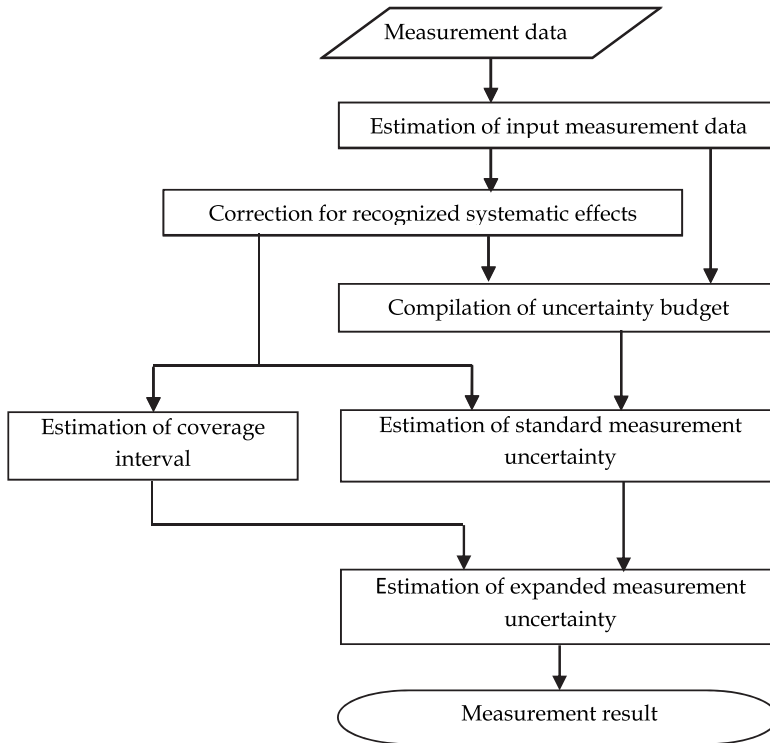 Measurement data
Estimation of input measurement data
Correction for recognized systematic effects
Compilation of uncertainty budget
Estimation of coverage
interval
Estimation of standard measurement
uncertainty
Estimation of expanded measurement
uncertainty
Measurement result